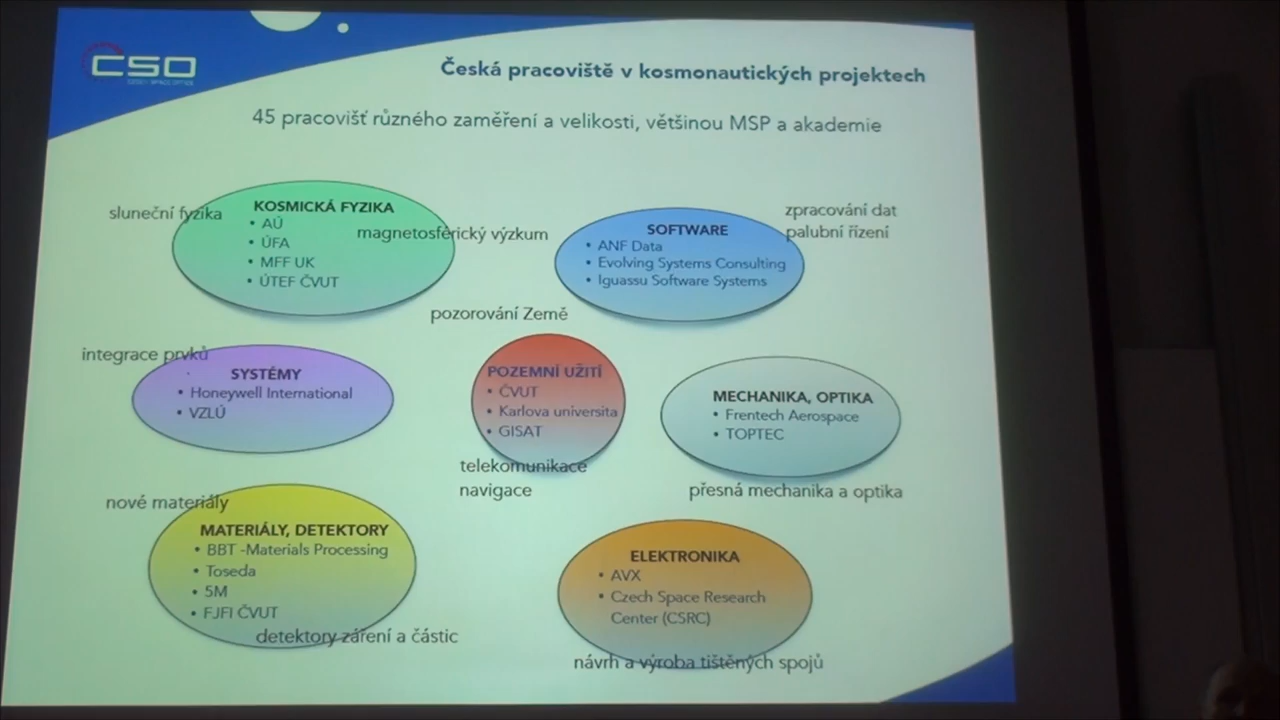 CSO
CZECH SPACE OFFICE
Česká pracoviště v kosmonautických projektech
45 pracovišť různého zaměření a velikosti, většinou MSP a akademie
sluneční fyzika
KOSMICKÁ FYZIKA
• AÚ
• ÚFA
• MFF UK
• ÚTEF ČVUT
magnetosférický výzkum
SOFTWARE
• ANF Data
• Evolving Systems Consulting
• Iguassu Software Systems
zpracování dat
palubní řízení
pozorování Země
integrace prvků
SYSTÉMY
• Honeywell International
• VZLÚ
POZEMNÍ UŽITÍ
• ČVUT
• Karlova universita
• GISAT
telekomunikace
navigace
MECHANIKA, OPTIKA
• Frentech Aerospace
• TOPTEC
přesná mechanika a optika
nové materiály
MATERIÁLY, DETEKTORY
• BBT -Materials Processing
• Toseda
• 5M
• FJFI ČVUT
detektory záření a částic
ELEKTRONIKA
• AVX
• Czech Space Research
Center (CSRC)
návrh a výroba tištěných spojů